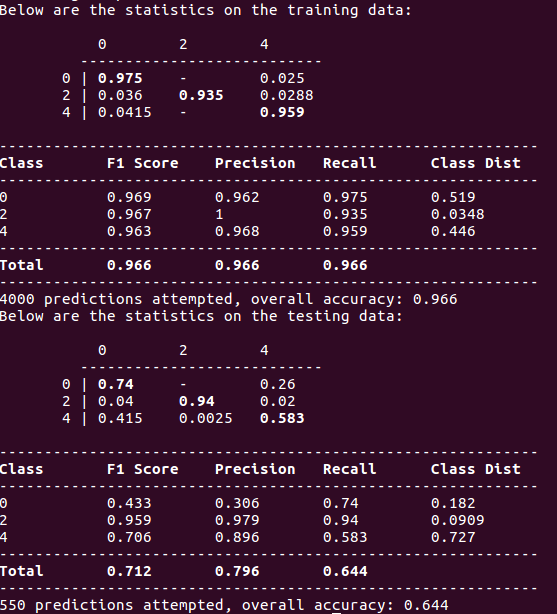 Below are the statistics on the training data:
0 2 4
---------------------------
0 | 0.975 - 0.025
2 | 0.036 0.935 0.0288
4 | 0.0415 - 0.959
------------------------------------------------------------
Class F1 Score Precision Recall Class Dist
------------------------------------------------------------
0 0.969 0.962 0.975 0.519
2 0.967 1 0.935 0.0348
4 0.963 0.968 0.959 0.446
------------------------------------------------------------
Total 0.966 0.966 0.966
------------------------------------------------------------
4000 predictions attempted, overall accuracy: 0.966
Below are the statistics on the testing data:
0 2 4
---------------------------
0 | 0.74 - 0.26
2 | 0.04 0.94 0.02
4 | 0.415 0.0025 0.583
------------------------------------------------------------
Class F1 Score Precision Recall Class Dist
------------------------------------------------------------
0 0.433 0.306 0.74 0.182
2 0.959 0.979 0.94 0.0909
4 0.706 0.896 0.583 0.727
------------------------------------------------------------
Total 0.712 0.796 0.644
------------------------------------------------------------
550 predictions attempted, overall accuracy: 0.644